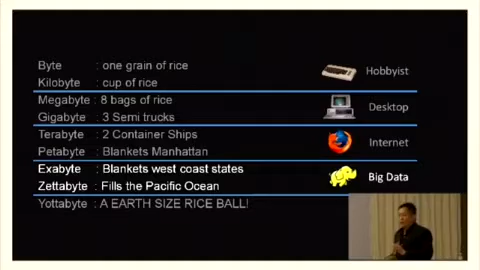 Byte : one grain of rice
Kilobyte : cup of rice
Hobbyist
Megabyte : 8 bags of rice
Gigabyte : 3 Semi trucks
Desktop
Terabyte : 2 Container Ships
Petabyte : Blankets Manhattan
Internet
Exabyte : Blankets west coast states
Zettabyte : Fills the Pacific Ocean
Big Data
Yottabyte : A EARTH SIZE RICE BALL!